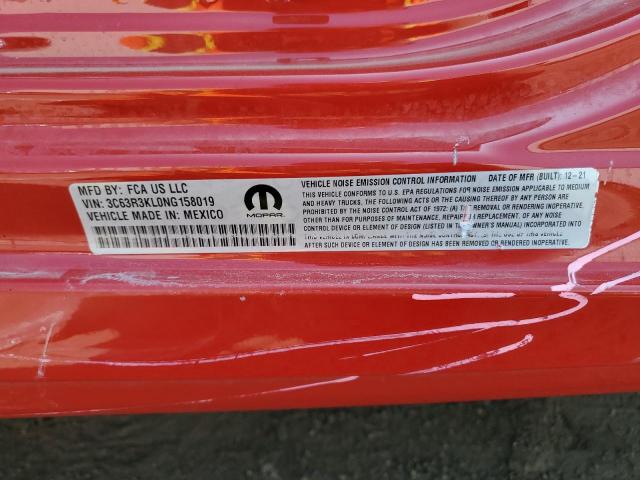 MFD BY: FCA US LLC
VIN: 3C63R3KL0NG158019
VEHICLE MADE IN: MEXICO
MOPAR
VEHICLE NOISE EMISSION CONTROL INFORMATION DATE OF MFR (BUILT): 12-21
THIS VEHICLE CONFORMS TO U.S. EPA REGULATIONS FOR NOISE EMISSION APPLICABLE TO MEDIUM
AND HEAVY TRUCKS. THE FOLLOWING ACTS OR THE CAUSING THEREOF BY ANY PERSON ARE
PROHIBITED BY THE NOISE CONTROL ACT OF 1972: (A) THE REMOVAL OR RENDERING INOPERATIVE,
OTHER THAN FOR PURPOSES OF MAINTENANCE, REPAIR, OR REPLACEMENT, OF ANY NOISE
CONTROL DEVICE OR ELEMENT OF DESIGN (LISTED IN THE OWNER'S MANUAL) INCORPORATED
AFTER SUCH DEVICE OR ELEMENT OF DESIGN HAS BEEN REMOVED OR RENDERED INOPERATIVE.